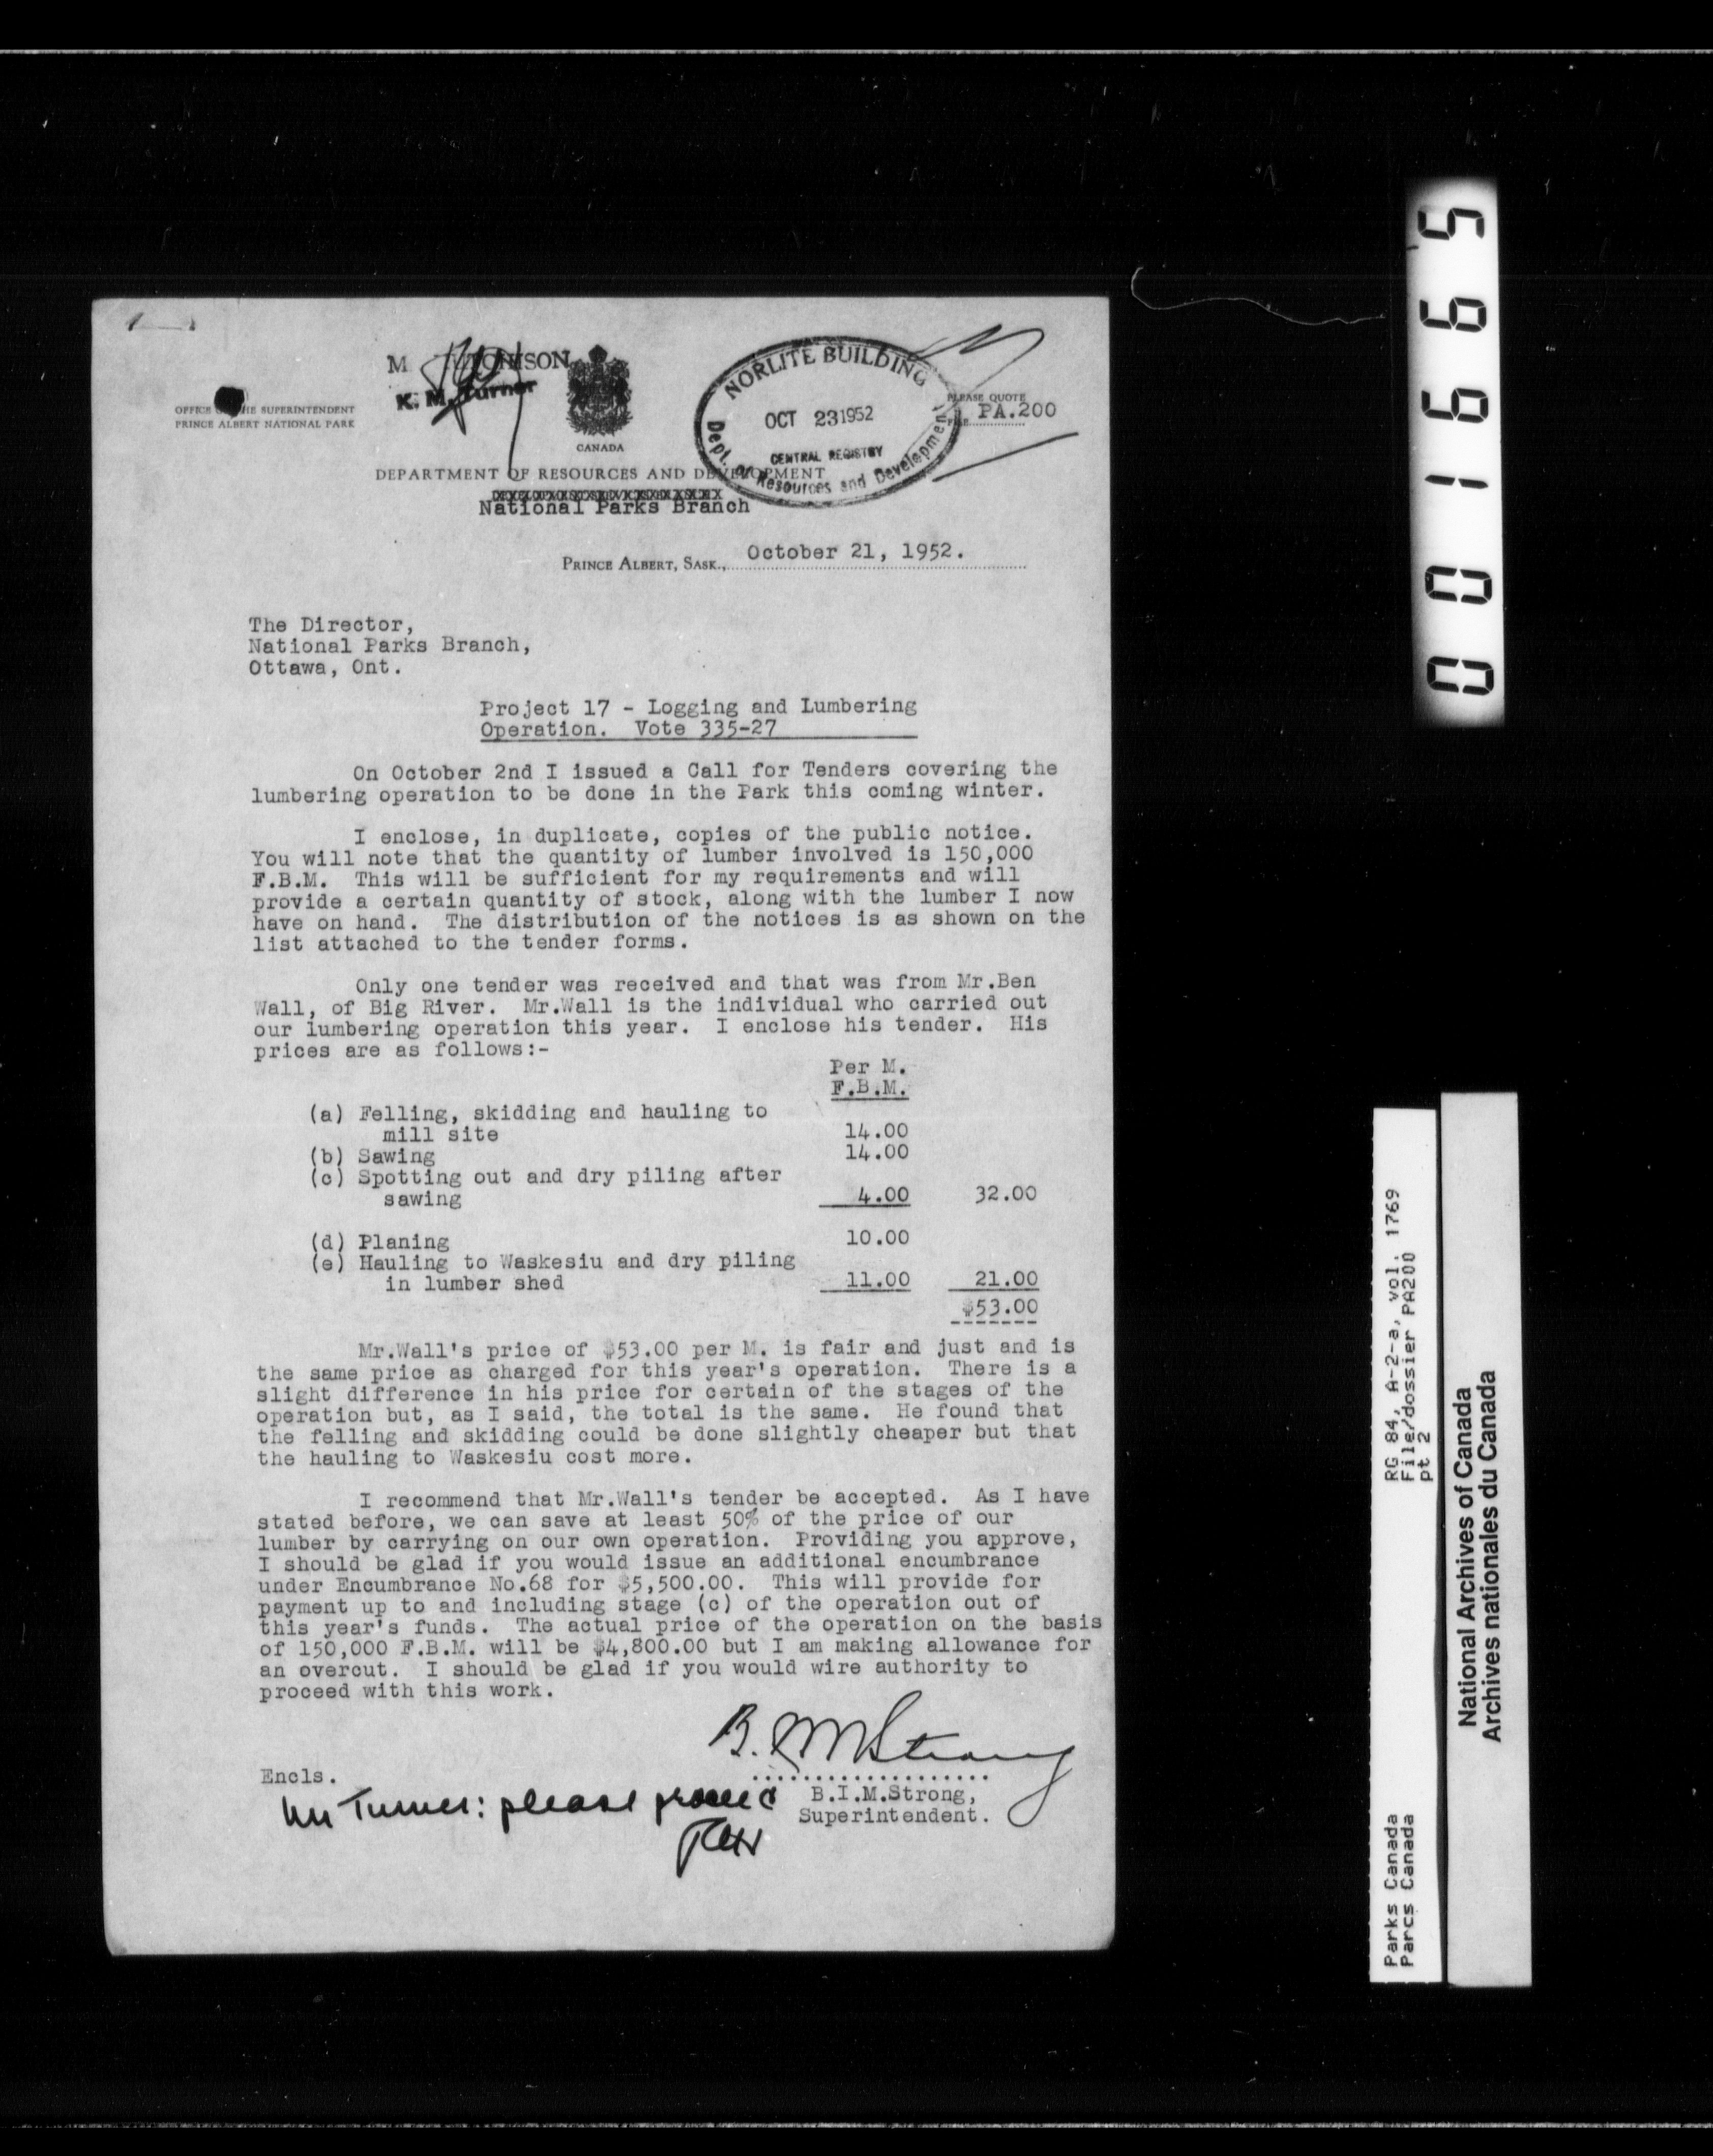 K. M. Turner
OFFICE THE SUPERINTENDENT
PRINCE ALBERT NATIONAL PARK
CANADA
NORLITE BUILDING
OCT 23 1952
CENTRAL REGISTRY
Dept. of Resources and Development
PLEASE QUOTE
FILE PA.200
DEPARTMENT OF RESOURCES AND DEVELOPMENT
National Parks Branch
PRINCE ALBERT, SASK., October 21, 1952.
The Director,
National Parks Branch,
Ottawa, Ont.
Project 17 - Logging and Lumbering
Operation. Vote 335-27
On October 2nd I issued a Call for Tenders covering the
lumbering operation to be done in the Park this coming winter.
I enclose, in duplicate, copies of the public notice.
You will note that the quantity of lumber involved is 150,000
F.B.M. This will be sufficient for my requirements and will
provide a certain quantity of stock, along with the lumber I now
have on hand. The distribution of the notices is as shown on the
list attached to the tender forms.
Only one tender was received and that was from Mr.Ben
Wall, of Big River. Mr.Wall is the individual who carried out
our lumbering operation this year. I enclose his tender. His
prices are as follows:-
Per M.
F.B.M.
(a) Felling, skidding and hauling to
mill site 14.00
(b) Sawing 14.00
(c) Spotting out and dry piling after
sawing 4.00 32.00
(d) Planing 10.00
(e) Hauling to Waskesiu and dry piling
in lumber shed 11.00 21.00
$53.00
Mr.Wall's price of $53.00 per M. is fair and just and is
the same price as charged for this year's operation. There is a
slight difference in his price for certain of the stages of the
operation but, as I said, the total is the same. He found that
the felling and skidding could be done slightly cheaper but that
the hauling to Waskesiu cost more.
I recommend that Mr.Wall's tender be accepted. As I have
stated before, we can save at least 50% of the price of our
lumber by carrying on our own operation. Providing you approve,
I should be glad if you would issue an additional encumbrance
under Encumbrance No.68 for $5,500.00. This will provide for
payment up to and including stage (c) of the operation out of
this year's funds. The actual price of the operation on the basis
of 150,000 F.B.M. will be $4,800.00 but I am making allowance for
an overcut. I should be glad if you would wire authority to
proceed with this work.
B.I.M Strong
Encls.
B.I.M.Strong,
Superintendent.
Mr Turner: please proceed
001665
Parks Canada RG 84, A-2-a, vol. 1769
Parcs Canada File/dossier PA200
pt 2
National Archives of Canada
Archives nationales du Canada